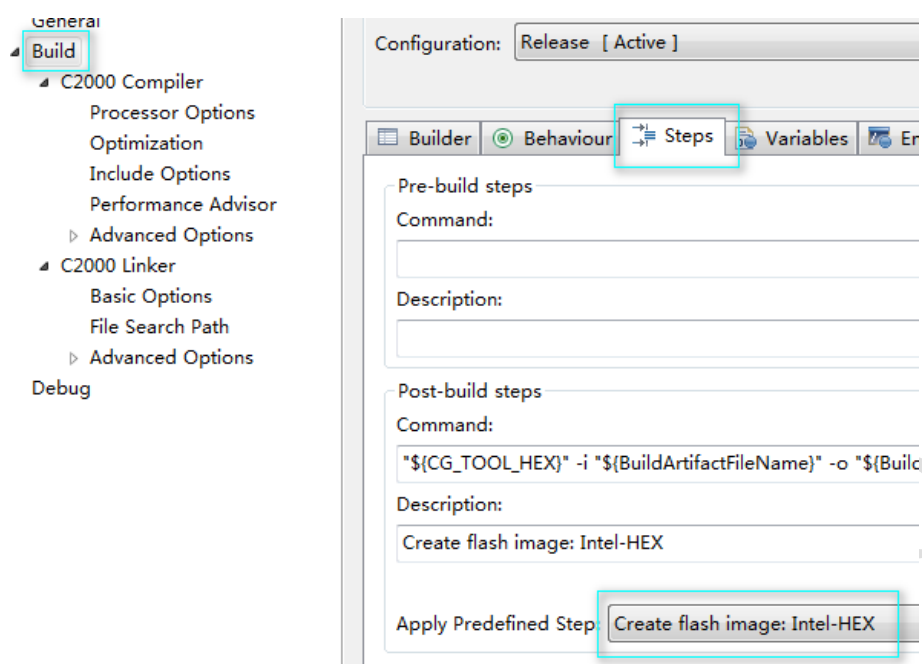 General
Build
C2000 Compiler
Processor Options
Optimization
Include Options
Performance Advisor
Advanced Options
C2000 Linker
Basic Options
File Search Path
Advanced Options
Debug
Configuration: Release [ Active ]
Builder Behaviour Steps Variables
Pre-build steps
Command:
Description:
Post-build steps
Command:
"${CG_TOOL_HEX}" -i "${BuildArtifactFileName}" -o "${Build
Description:
Create flash image: Intel-HEX
Apply Predefined Step: Create flash image: Intel-HEX